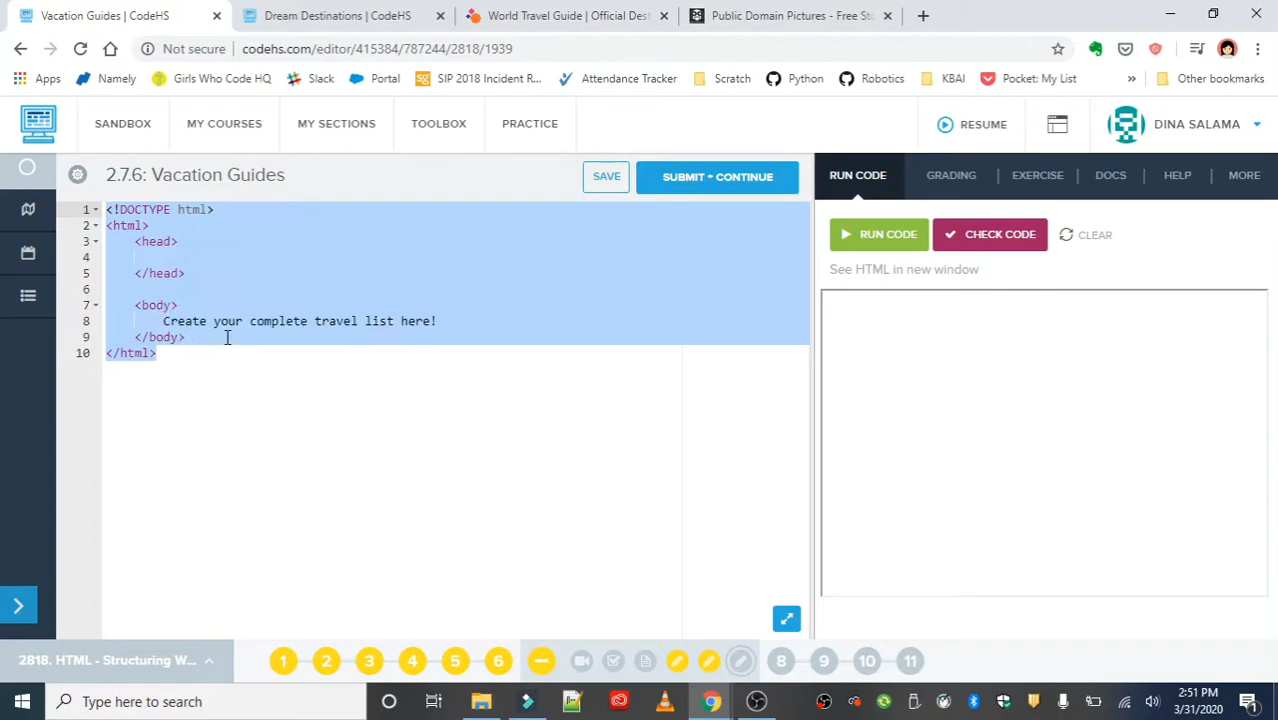 Vacation Guides | CodeHS
Dream Destinations | CodeHS
World Travel Guide | Official Dest
Public Domain Pictures - Free Sto
Not secure
codehs.com/editor/415384/787244/2818/1939
Apps
Namely
Girls Who Code HQ
Slack
Portal
SIP 2018 Incident R...
Attendance Tracker
Scratch
Python
Robotics
KBAI
Pocket: My List
»
Other bookmarks
SANDBOX
MY COURSES
MY SECTIONS
TOOLBOX
PRACTICE
RESUME
DINA SALAMA
2.7.6: Vacation Guides
SAVE
SUBMIT + CONTINUE
RUN CODE
GRADING
EXERCISE
DOCS
HELP
MORE
1 <!DOCTYPE html>
2 <html>
3 <head>
4
5 </head>
6
7 <body>
8 Create your complete travel list here!
9 </body>
10 </html>
RUN CODE
CHECK CODE
CLEAR
See HTML in new window
2818. HTML - Structuring W...
1 2 3 4 5 6 8 9 10 11
Type here to search
2:51 PM
3/31/2020
1